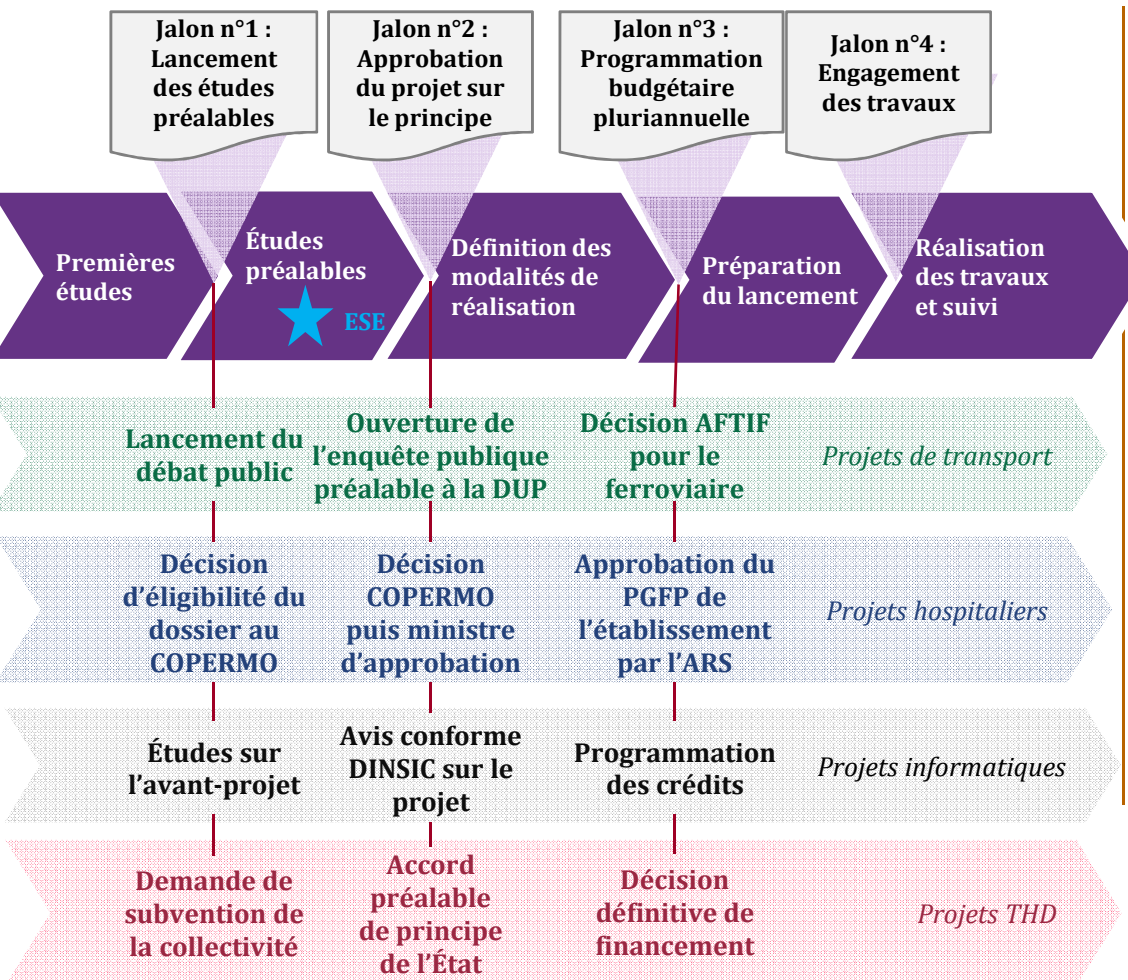 Jalon n°1 :
Lancement
des études
préalables
Jalon n°2 :
Approbation
du projet sur
le principe
Jalon n°3 :
Programmation
budgétaire
pluriannuelle
Jalon n°4 :
Engagement
des travaux
Premières
études
Études
préalables
ESE
Définition des
modalités de
réalisation
Préparation
du lancement
Réalisation
des travaux
et suivi
Lancement du
débat public
Ouverture de
l’enquête publique
préalable à la DUP
Décision AFTIF
pour le
ferroviaire
Projets de transport
Décision
d’éligibilité du
dossier au
COPERMO
Décision
COPERMO
puis ministre
d’approbation
Approbation du
PGFP de
l’établissement
par l’ARS
Projets hospitaliers
Études sur
l’avant-projet
Avis conforme
DINSIC sur le
projet
Programmation
des crédits
Projets informatiques
Demande de
subvention de
la collectivité
Accord
préalable
de principe
de l’État
Décision
définitive de
financement
Projets THD